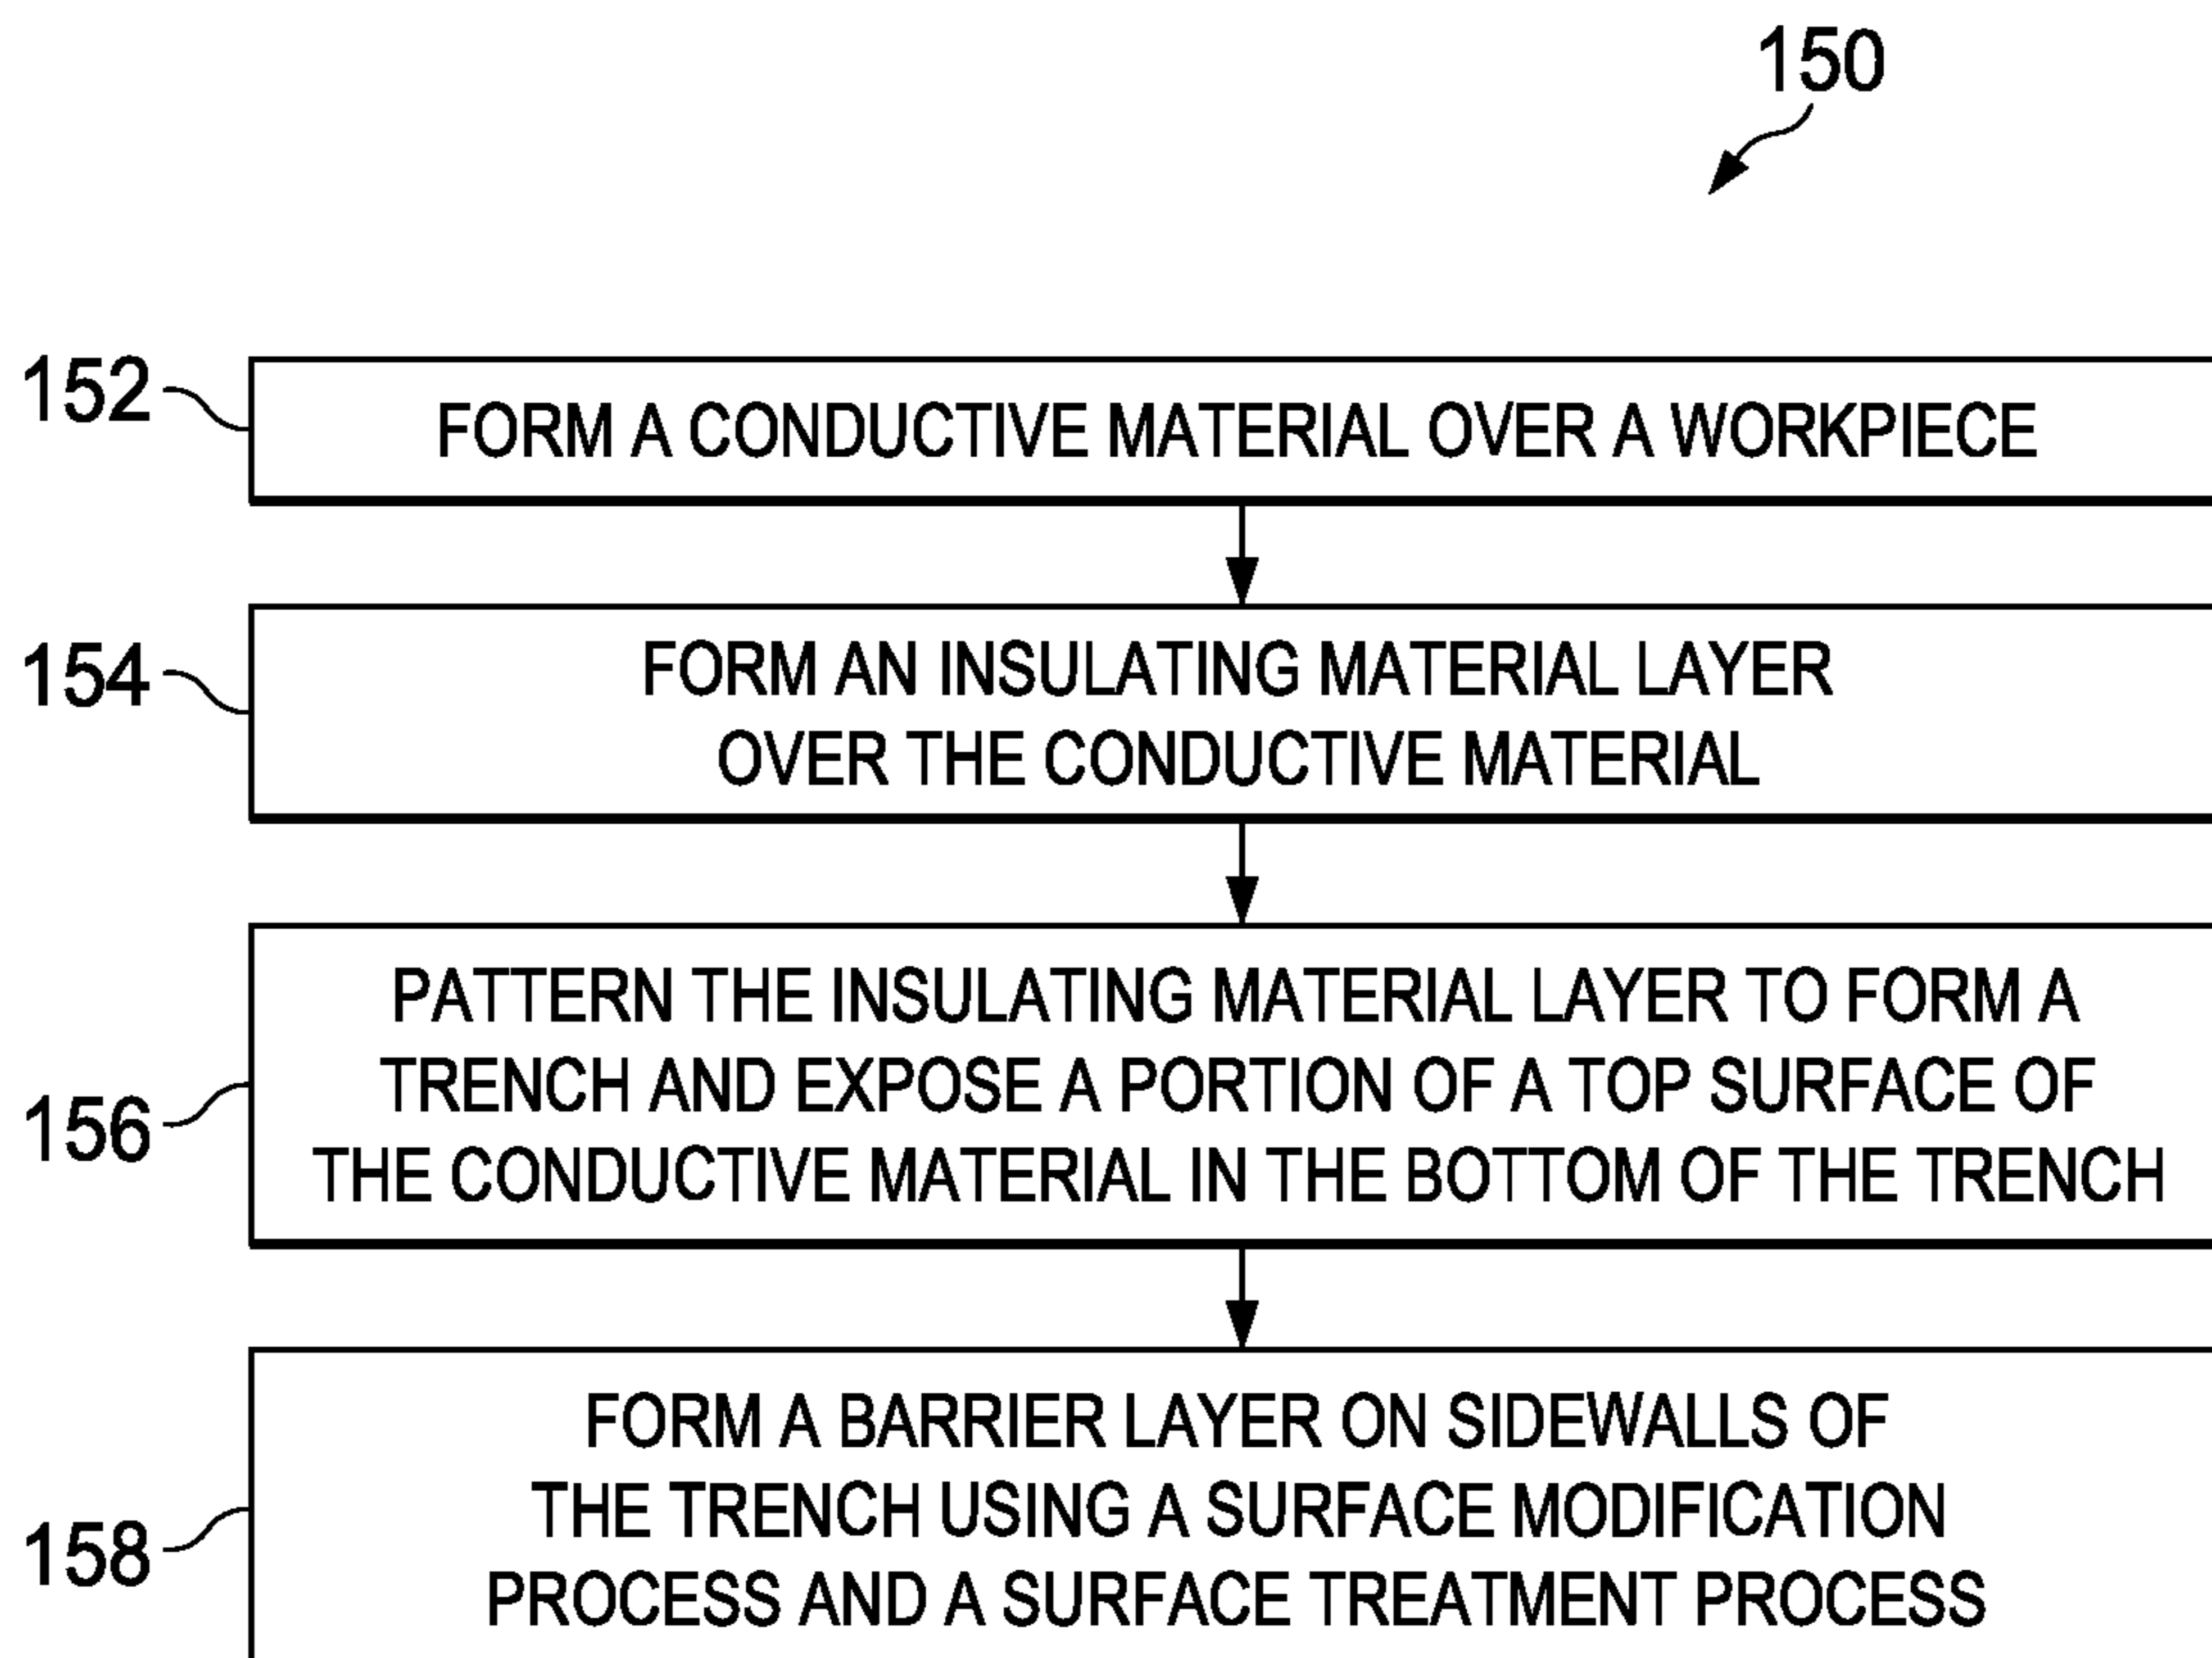 150
152
FORM A CONDUCTIVE MATERIAL OVER A WORKPIECE
154
FORM AN INSULATING MATERIAL LAYER
OVER THE CONDUCTIVE MATERIAL
156
PATTERN THE INSULATING MATERIAL LAYER TO FORM A
TRENCH AND EXPOSE A PORTION OF A TOP SURFACE OF
THE CONDUCTIVE MATERIAL IN THE BOTTOM OF THE TRENCH
158
FORM A BARRIER LAYER ON SIDEWALLS OF
THE TRENCH USING A SURFACE MODIFICATION
PROCESS AND A SURFACE TREATMENT PROCESS